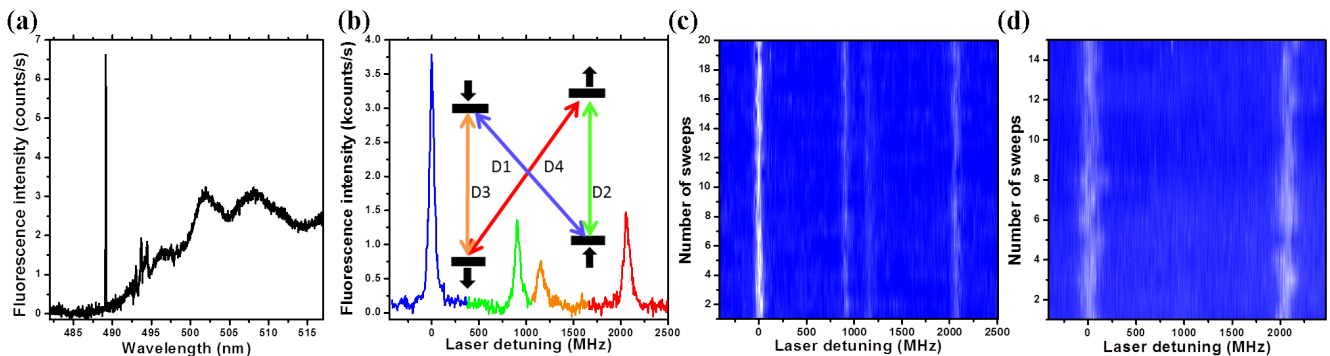 (a)
Fluorescence intensity (counts/s)
7
6
5
4
3
2
1
0
485 490 495 500 505 510 515
Wavelength (nm)
(b)
Fluorescence intensity (kcounts/s)
4.0
3.5
3.0
2.5
2.0
1.5
1.0
0.5
0.0
D1 D4
D3 D2
0 500 1000 1500 2000 2500
Laser detuning (MHz)
(c)
Number of sweeps
20
18
16
14
12
10
8
6
4
2
0 500 1000 1500 2000 2500
Laser detuning (MHz)
(d)
Number of sweeps
14
12
10
8
6
4
2
0 500 1000 1500 2000
Laser detuning (MHz)